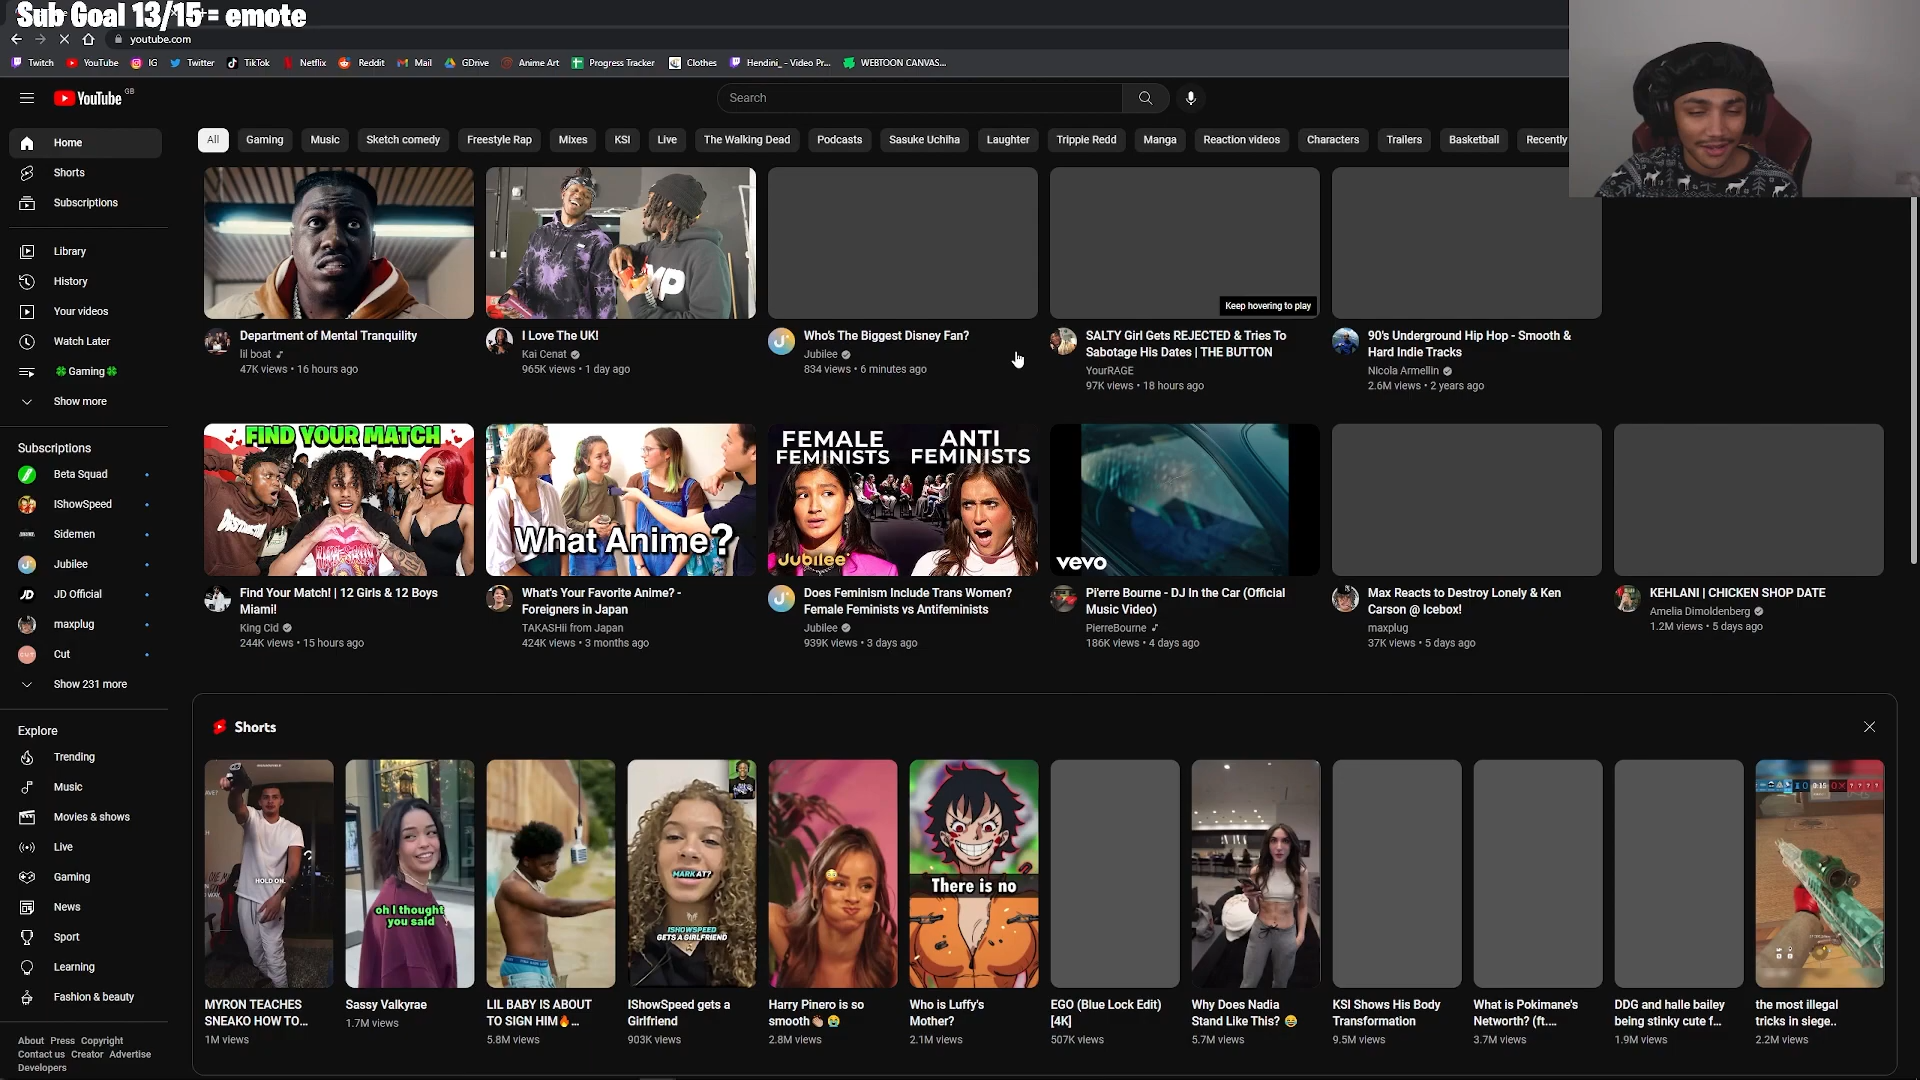 Sub Goal 13/15 = emote
youtube.com
Twitch
YouTube
IG
Twitter
TikTok
Netflix
Reddit
Mail
GDrive
Anime Art
Progress Tracker
Clothes
Hendini_ - Video Pr...
WEBTOON CANVAS...
YouTube GB
Search
Home
Shorts
Subscriptions
Library
History
Your videos
Watch Later
🍀Gaming🍀
Show more
Subscriptions
Beta Squad
IShowSpeed
Sidemen
Jubilee
JD Official
maxplug
Cut
Show 231 more
Explore
Trending
Music
Movies & shows
Live
Gaming
News
Sport
Learning
Fashion & beauty
About Press Copyright
Contact us Creator Advertise
Developers
All
Gaming
Music
Sketch comedy
Freestyle Rap
Mixes
KSI
Live
The Walking Dead
Podcasts
Sasuke Uchiha
Laughter
Trippie Redd
Manga
Reaction videos
Characters
Trailers
Basketball
Recently
Department of Mental Tranquility
lil boat
47K views • 16 hours ago
I Love The UK!
Kai Cenat
965K views • 1 day ago
Who's The Biggest Disney Fan?
Jubilee
834 views • 6 minutes ago
Keep hovering to play
SALTY Girl Gets REJECTED & Tries To
Sabotage His Dates | THE BUTTON
YourRAGE
97K views • 18 hours ago
90's Underground Hip Hop - Smooth &
Hard Indie Tracks
Nicola Armellin
2.6M views • 2 years ago
FIND YOUR MATCH
Find Your Match! | 12 Girls & 12 Boys
Miami!
King Cid
244K views • 15 hours ago
What Anime?
What's Your Favorite Anime? -
Foreigners in Japan
TAKASHii from Japan
424K views • 3 months ago
FEMALE FEMINISTS
ANTI FEMINISTS
Jubilee
Does Feminism Include Trans Women?
Female Feminists vs Antifeminists
Jubilee
939K views • 3 days ago
vevo
Pi'erre Bourne - DJ In the Car (Official
Music Video)
PierreBourne
186K views • 4 days ago
Max Reacts to Destroy Lonely & Ken
Carson @ Icebox!
maxplug
37K views • 5 days ago
KEHLANI | CHICKEN SHOP DATE
Amelia Dimoldenberg
1.2M views • 5 days ago
Shorts
HOLD ON,
MYRON TEACHES
SNEAKO HOW TO...
1M views
oh I thought
you said
Sassy Valkyrae
1.7M views
LIL BABY IS ABOUT
TO SIGN HIM🔥...
5.8M views
MARK AT?
ISHOWSPEED
GETS A GIRLFRIEND
IShowSpeed gets a
Girlfriend
903K views
Harry Pinero is so
smooth👏🏽 😭
2.8M views
There is no
Who is Luffy's
Mother?
2.1M views
EGO (Blue Lock Edit)
[4K]
507K views
Why Does Nadia
Stand Like This? 😂
5.7M views
KSI Shows His Body
Transformation
9.5M views
What is Pokimane's
Networth? (ft....
3.7M views
DDG and halle bailey
being stinky cute f...
1.9M views
the most illegal
tricks in siege..
2.2M views